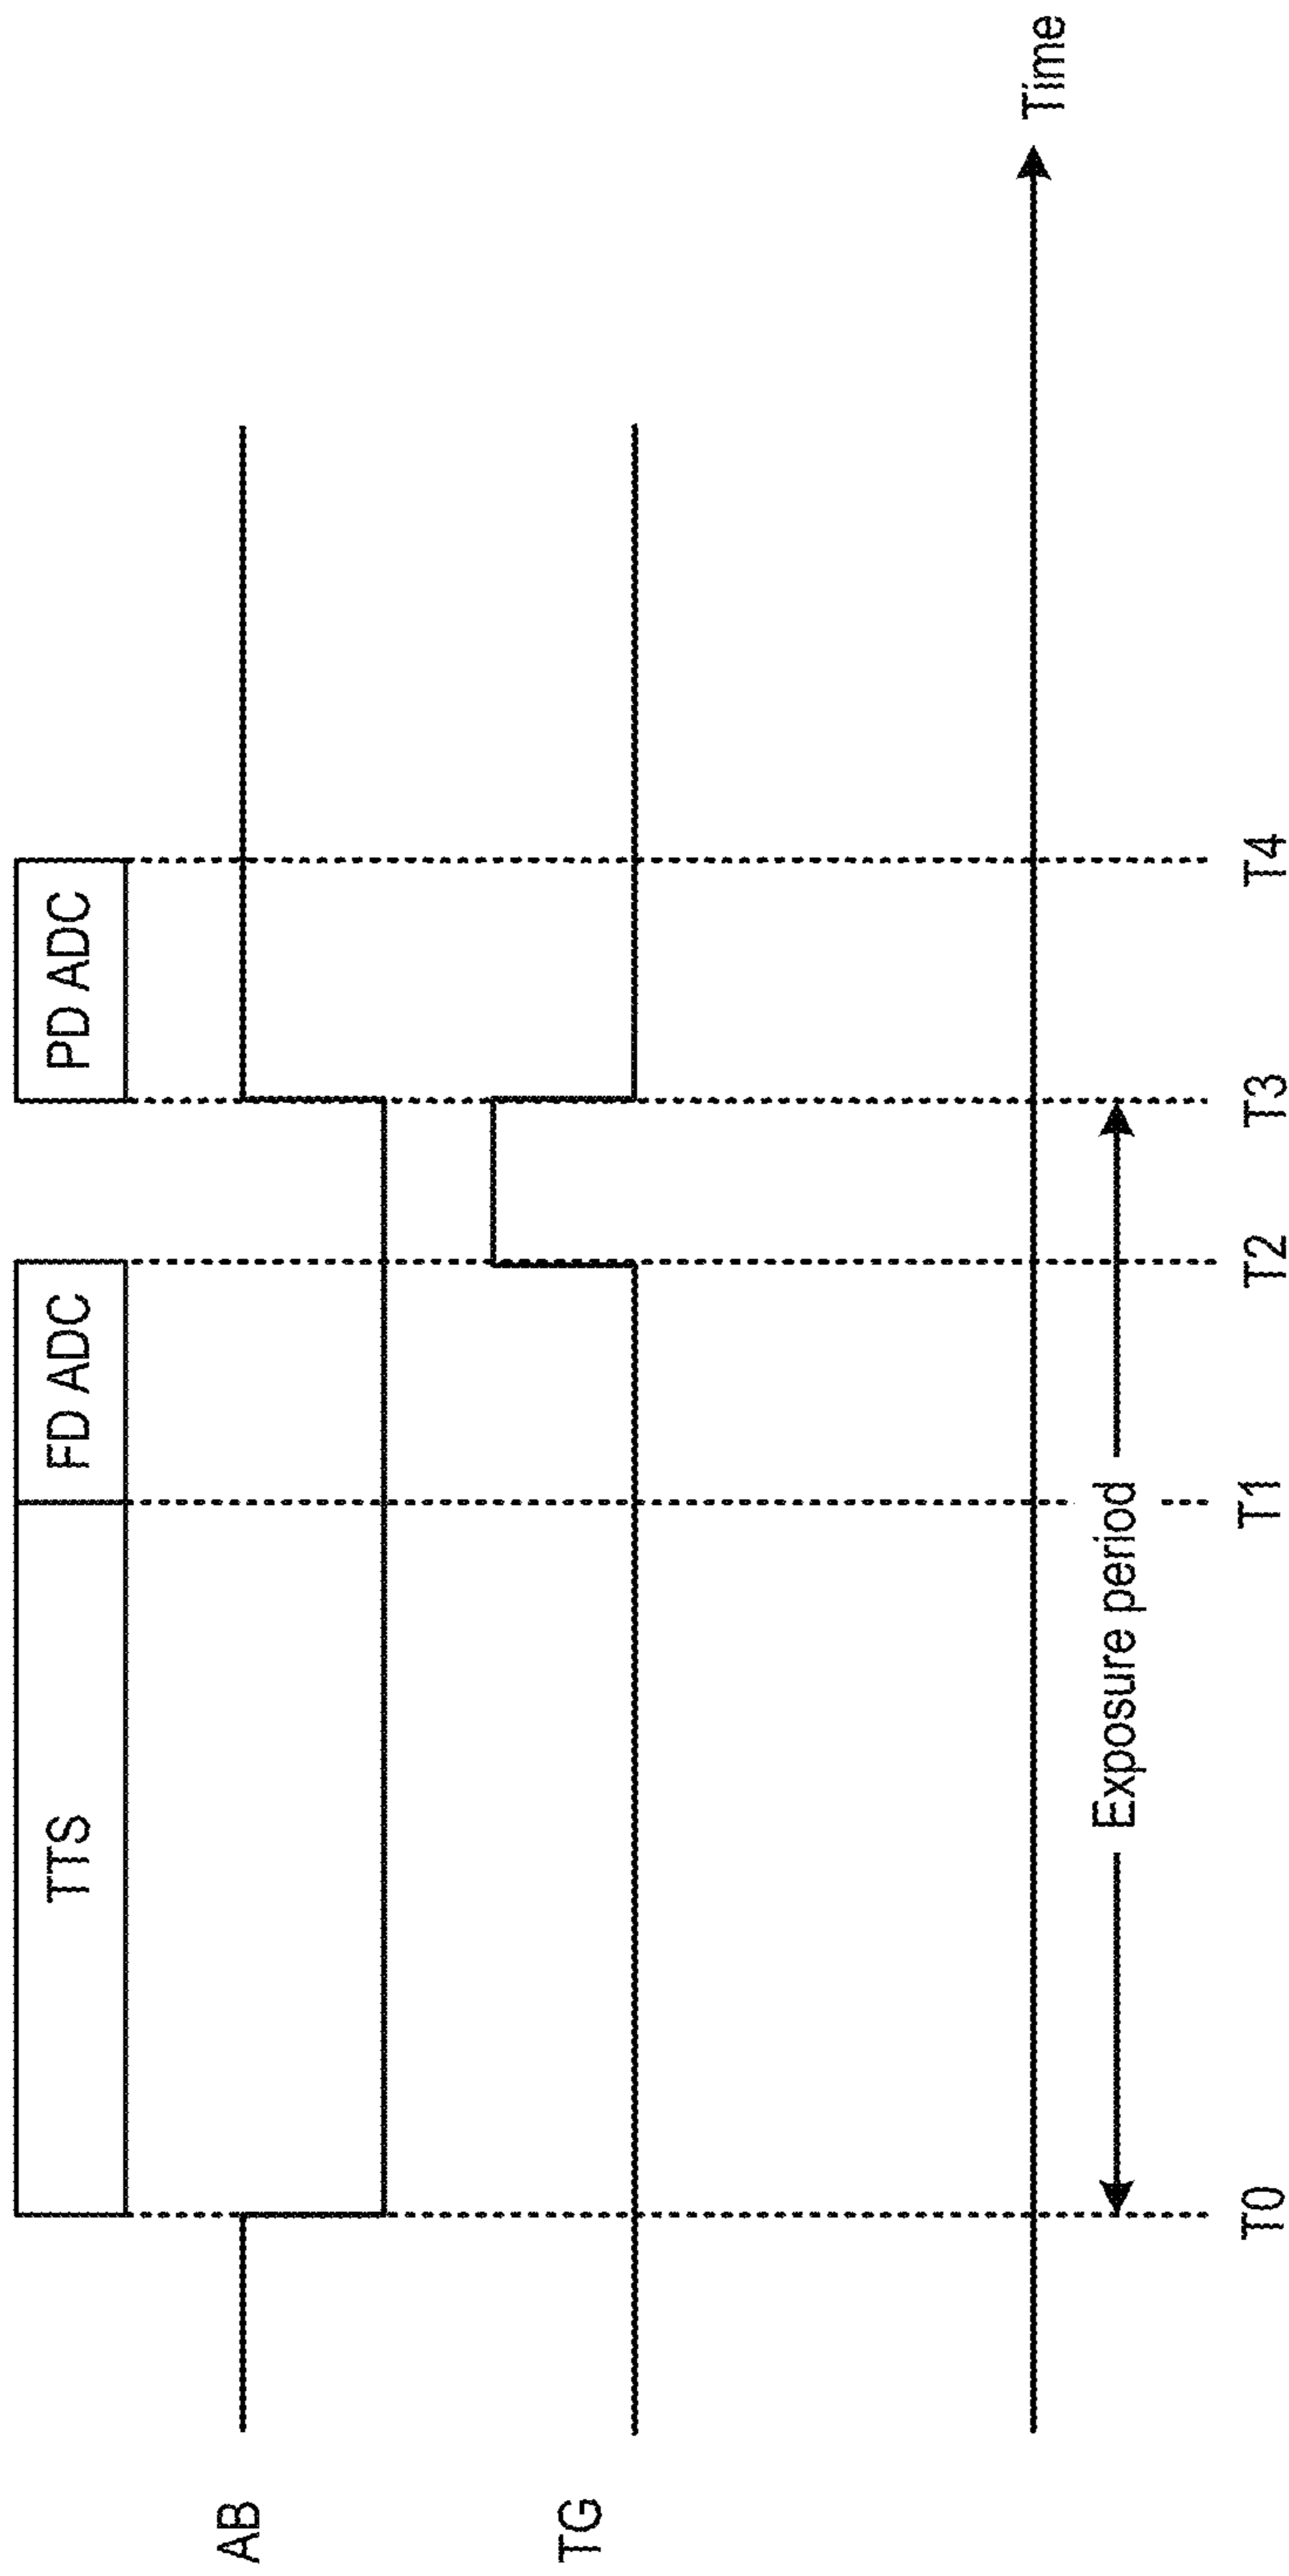 TTS FD ADC PD ADC
AB
TG
Time
Exposure period
T0 T1 T2 T3 T4